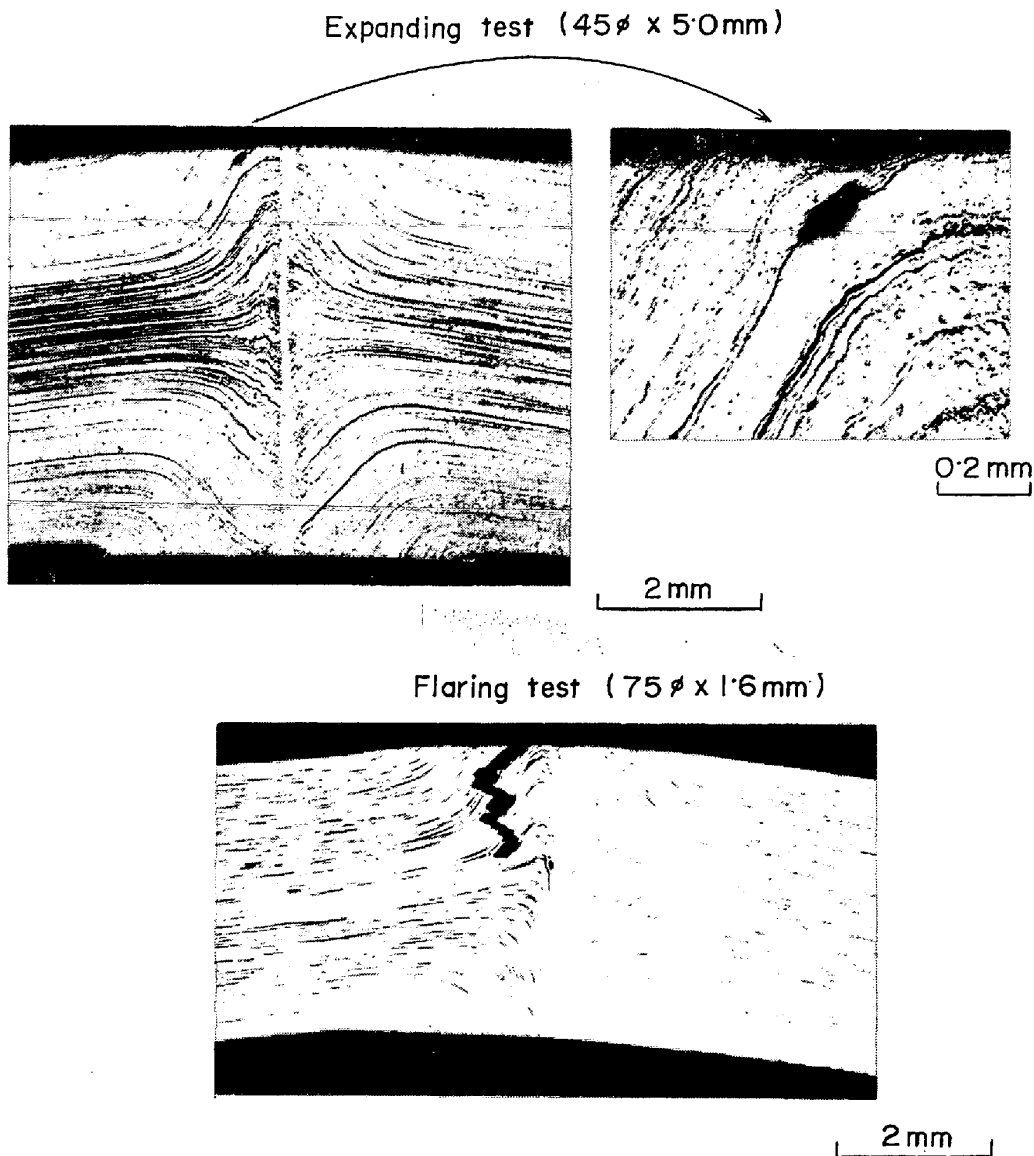 Expanding test (45ø x 5·0mm)
0·2 mm
2 mm
Flaring test (75ø x 1·6mm)
2 mm